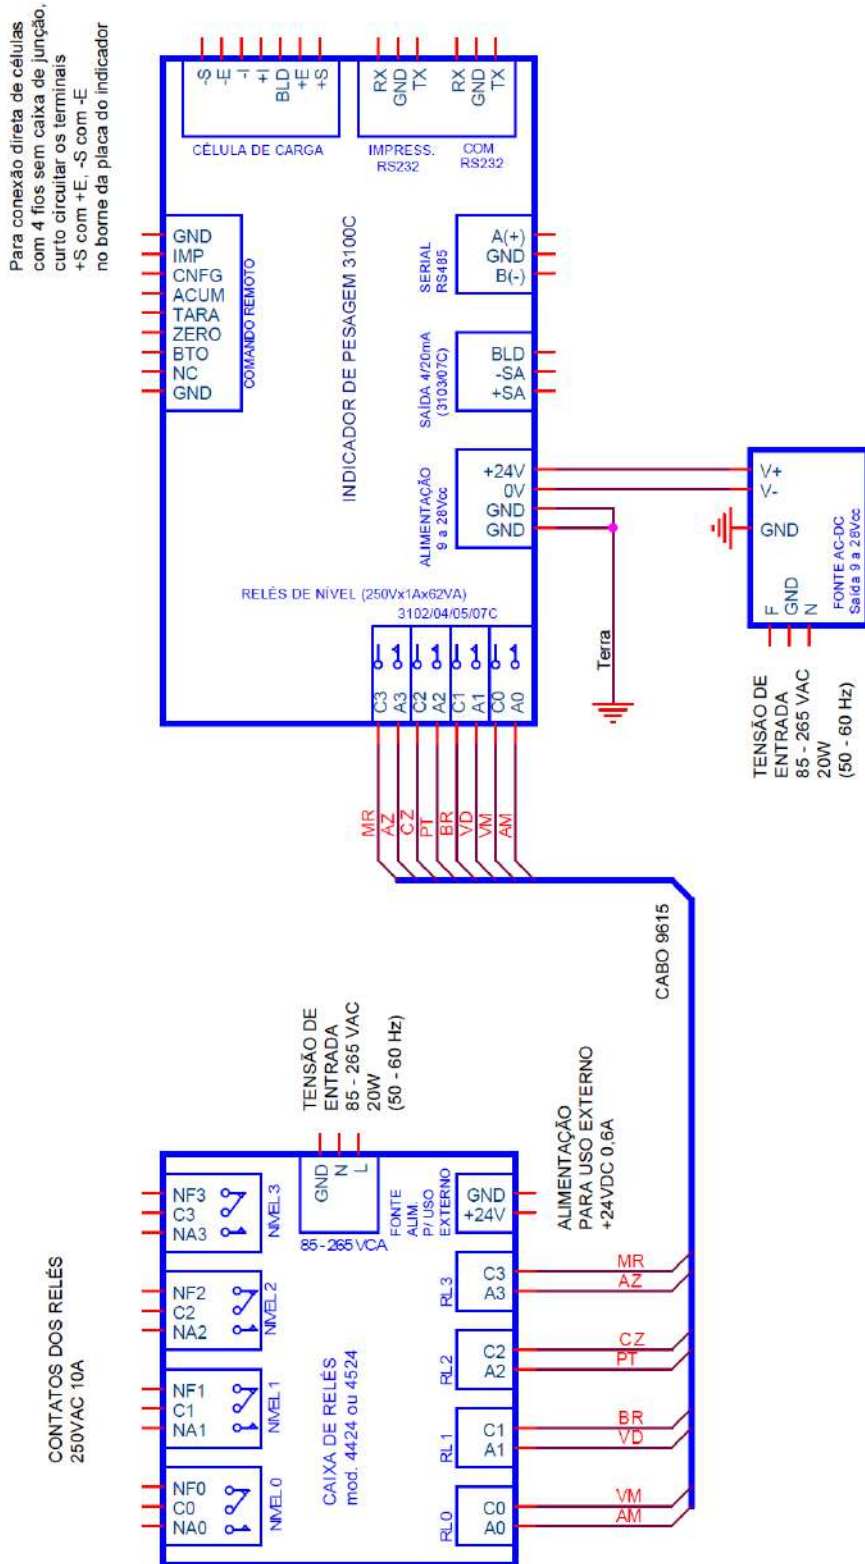 Para conexão direta de células
com 4 fios sem caixa de junção,
curto circuitar os terminais
+S com +E, -S com -E
no borne da placa do indicador
-S
-E
-I
+I
BLD
+E
+S
CÉLULA DE CARGA
RX
GND
TX
IMPRESS.
RS232
RX
GND
TX
COM
RS232
GND
IMP
CNFG
ACUM
TARA
ZERO
BTO
NC
GND
COMANDO REMOTO
INDICADOR DE PESAGEM 3100C
A(+)
GND
B(-)
SERIAL
RS485
BLD
-SA
+SA
SAÍDA 4/20mA
(3103/07C)
+24V
0V
GND
GND
ALIMENTAÇÃO
9 a 28Vcc
RELÉS DE NÍVEL (250Vx1Ax62VA)
3102/04/05/07C
C3
A3
C2
A2
C1
A1
C0
A0
Terra
V+
V-
GND
F
GND
N
FONTE AC-DC
Saída 9 a 28Vcc
TENSÃO DE
ENTRADA
85 - 265 VAC
20W
(50 - 60 Hz)
MR
AZ
CZ
PT
BR
VD
VM
AM
CABO 9615
CONTATOS DOS RELÉS
250VAC 10A
NF3
C3
NA3
NIVEL 3
NF2
C2
NA2
NIVEL 2
NF1
C1
NA1
NIVEL 1
NF0
C0
NA0
NIVEL 0
TENSÃO DE
ENTRADA
85 - 265 VAC
20W
(50 - 60 Hz)
GND
N
L
85 - 265 VCA
FONTE
ALIM.
P/ USO
EXTERNO
GND
+24V
ALIMENTAÇÃO
PARA USO EXTERNO
+24VDC 0,6A
CAIXA DE RELÉS
mod. 4424 ou 4524
RL3
C3
A3
MR
AZ
RL2
C2
A2
CZ
PT
RL1
C1
A1
BR
VD
RL0
C0
A0
VM
AM